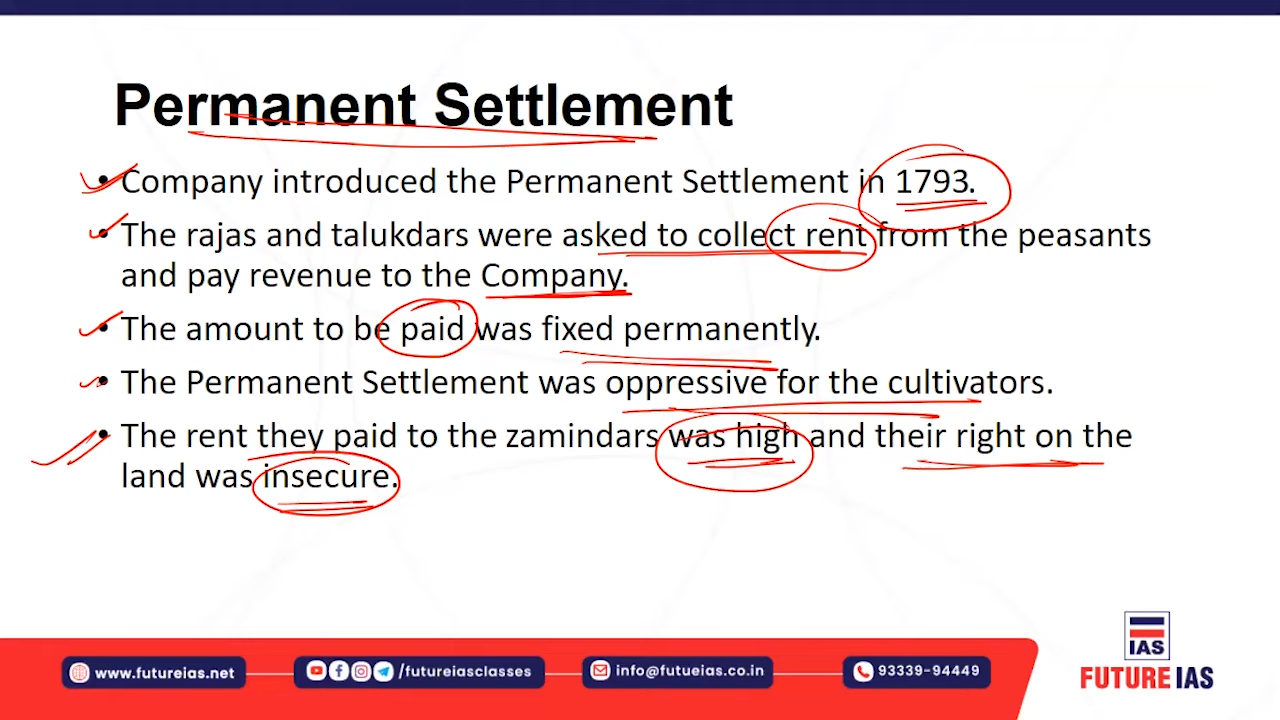 Permanent Settlement
• Company introduced the Permanent Settlement in 1793.
• The rajas and talukdars were asked to collect rent from the peasants
and pay revenue to the Company.
• The amount to be paid was fixed permanently.
• The Permanent Settlement was oppressive for the cultivators.
• The rent they paid to the zamindars was high and their right on the
land was insecure.
IAS
FUTURE IAS
www.futureias.net
/futureiasclasses
info@futueias.co.in
93339-94449